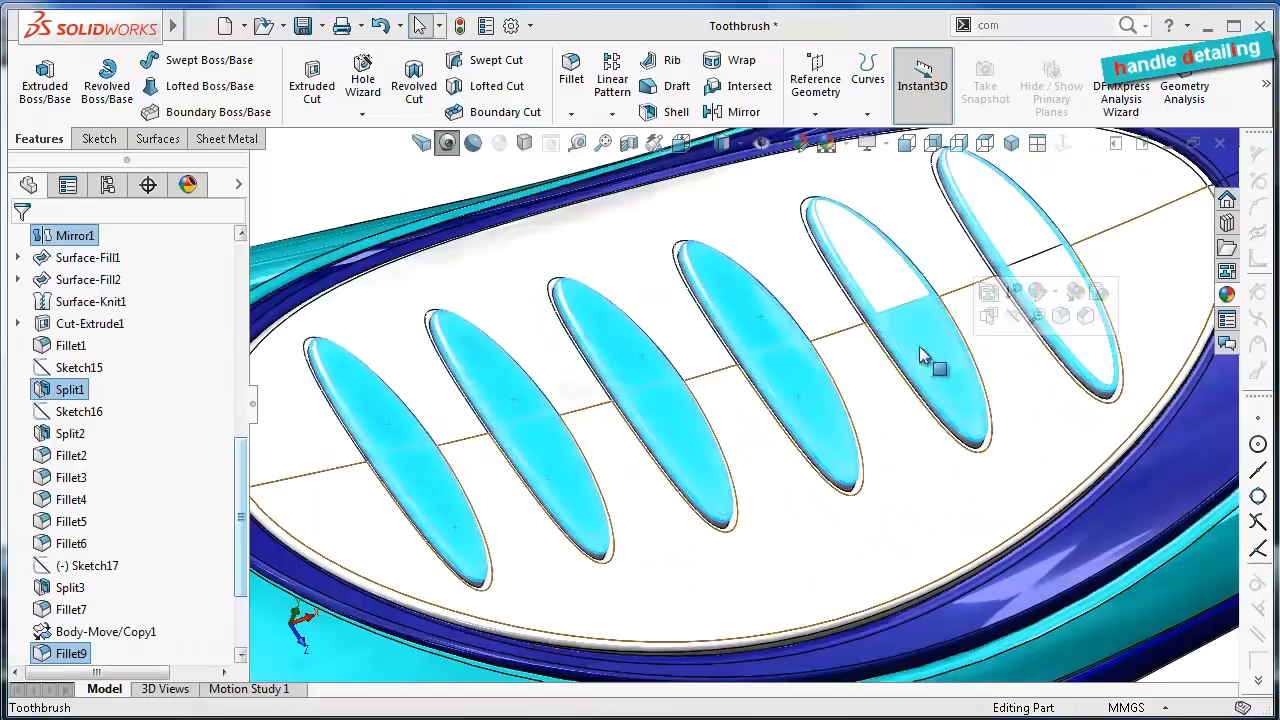 SOLIDWORKS
Toothbrush *
com
handle detailing
Extruded Boss/Base
Revolved Boss/Base
Swept Boss/Base
Lofted Boss/Base
Boundary Boss/Base
Extruded Cut
Hole Wizard
Revolved Cut
Swept Cut
Lofted Cut
Boundary Cut
Fillet
Linear Pattern
Rib
Draft
Shell
Wrap
Intersect
Mirror
Reference Geometry
Curves
Instant3D
Take Snapshot
Hide / Show Primary Planes
DFMXpress Analysis Wizard
Geometry Analysis
Features
Sketch
Surfaces
Sheet Metal
Mirror1
Surface-Fill1
Surface-Fill2
Surface-Knit1
Cut-Extrude1
Fillet1
Sketch15
Split1
Sketch16
Split2
Fillet2
Fillet3
Fillet4
Fillet5
Fillet6
(-) Sketch17
Split3
Fillet7
Body-Move/Copy1
Fillet9
Model
3D Views
Motion Study 1
Toothbrush
Editing Part
MMGS